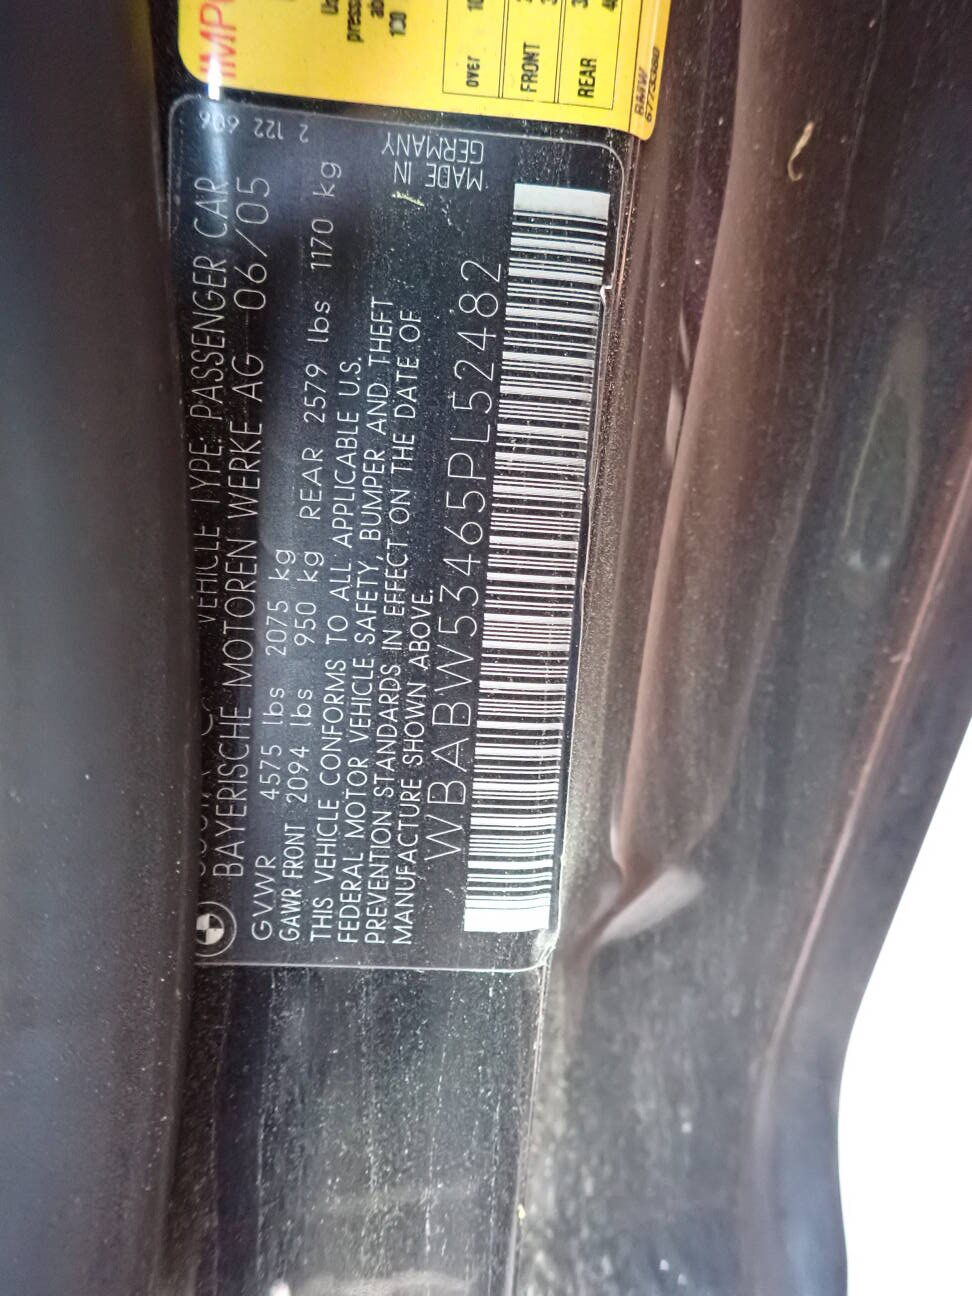 IMPO
over
FRONT
REAR
BMW
VEHICLE TYPE: PASSENGER CAR
BAYERISCHE MOTOREN WERKE AG 06/05
2 122 606
GVWR 4575 lbs 2075 kg
GAWR FRONT 2094 lbs 950 kg REAR 2579 lbs 1170 kg
THIS VEHICLE CONFORMS TO ALL APPLICABLE U.S.
FEDERAL MOTOR VEHICLE SAFETY, BUMPER AND THEFT
PREVENTION STANDARDS IN EFFECT ON THE DATE OF
MANUFACTURE SHOWN ABOVE.
MADE IN
GERMANY
WBABW53465PL52482